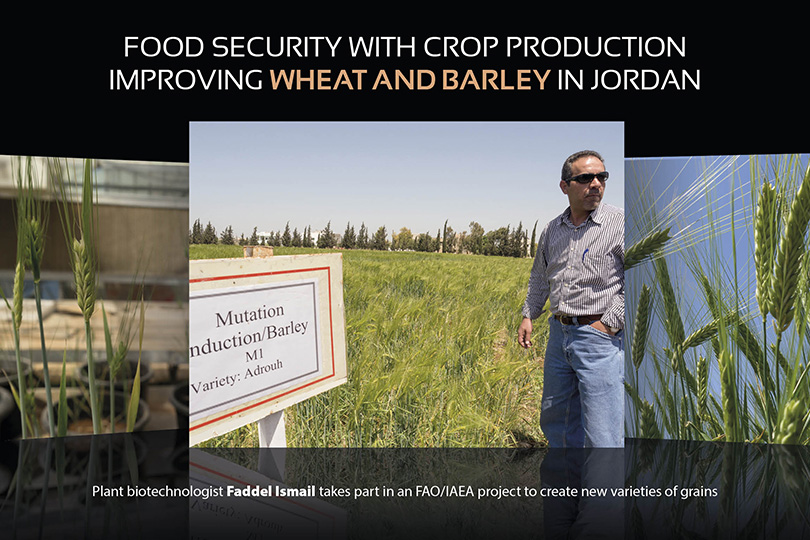 FOOD SECURITY WITH CROP PRODUCTION
IMPROVING WHEAT AND BARLEY IN JORDAN
Mutation
nduction/Barley
M1
Variety: Adrouh
Plant biotechnologist Faddel Ismail takes part in an FAO/IAEA project to create new varieties of grains